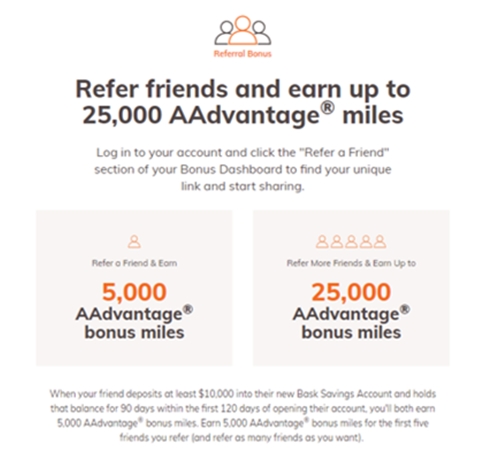 Referral Bonus
Refer friends and earn up to
25,000 AAdvantage® miles
Log in to your account and click the "Refer a Friend"
section of your Bonus Dashboard to find your unique
link and start sharing.
Refer a Friend & Earn
5,000
AAdvantage®
bonus miles
Refer More Friends & Earn Up to
25,000
AAdvantage®
bonus miles
When your friend deposits at least $10,000 into their new Bask Savings Account and holds
that balance for 90 days within the first 120 days of opening their account, you'll both earn
5,000 AAdvantage® bonus miles. Earn 5,000 AAdvantage® bonus miles for the first five
friends you refer (and refer as many friends as you want).